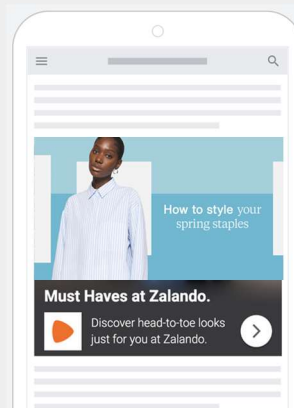 How to style your
spring staples
Must Haves at Zalando.
Discover head-to-toe looks
just for you at Zalando.